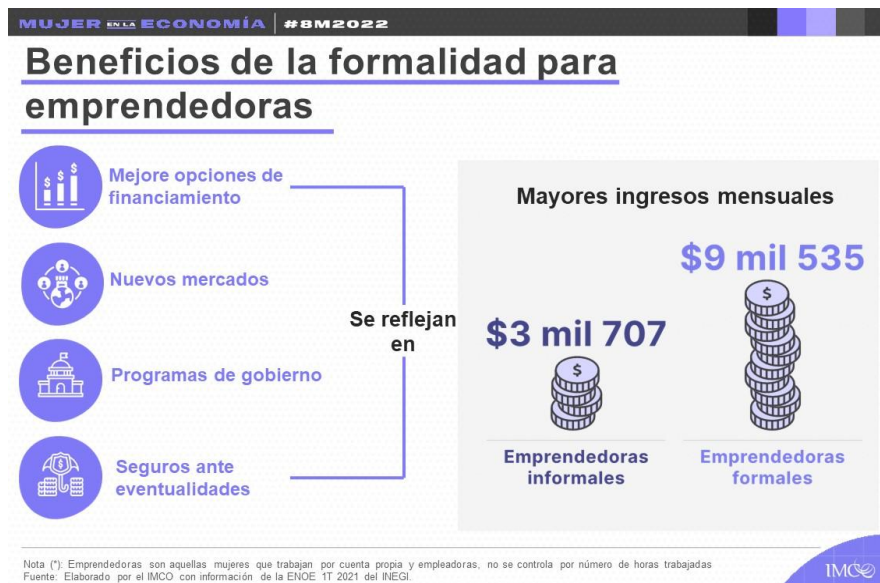 MUJER EN LA ECONOMÍA | #8M2022
Beneficios de la formalidad para
emprendedoras
Mejore opciones de
financiamiento
Nuevos mercados
Programas de gobierno
Seguros ante
eventualidades
Se reflejan
en
Mayores ingresos mensuales
$9 mil 535
$3 mil 707
Emprendedoras
informales
Emprendedoras
formales
Nota (*): Emprendedoras son aquellas mujeres que trabajan por cuenta propia y empleadoras, no se controla por número de horas trabajadas
Fuente: Elaborado por el IMCO con información de la ENOE 1T 2021 del INEGI.
IMCO